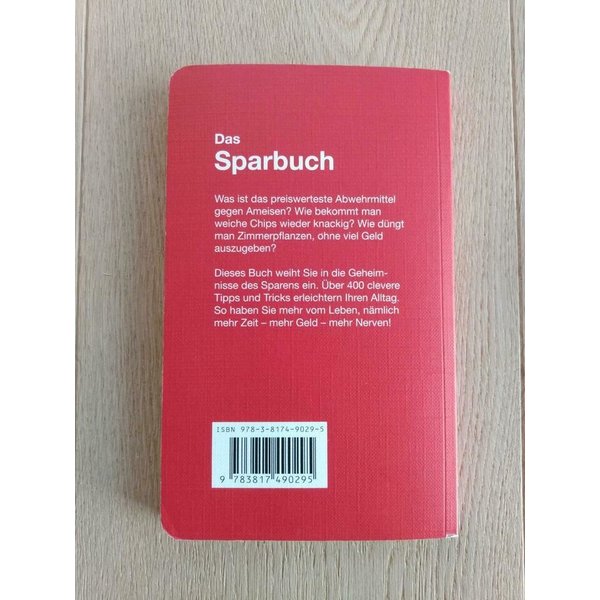 Das
Sparbuch
Was ist das preiswerteste Abwehrmittel
gegen Ameisen? Wie bekommt man
weiche Chips wieder knackig? Wie düngt
man Zimmerpflanzen, ohne viel Geld
auszugeben?
Dieses Buch weiht Sie in die Geheim-
nisse des Sparens ein. Über 400 clevere
Tipps und Tricks erleichtern Ihren Alltag.
So haben Sie mehr vom Leben, nämlich
mehr Zeit – mehr Geld – mehr Nerven!
ISBN 978-3-8174-9029-5
9 783817 490295